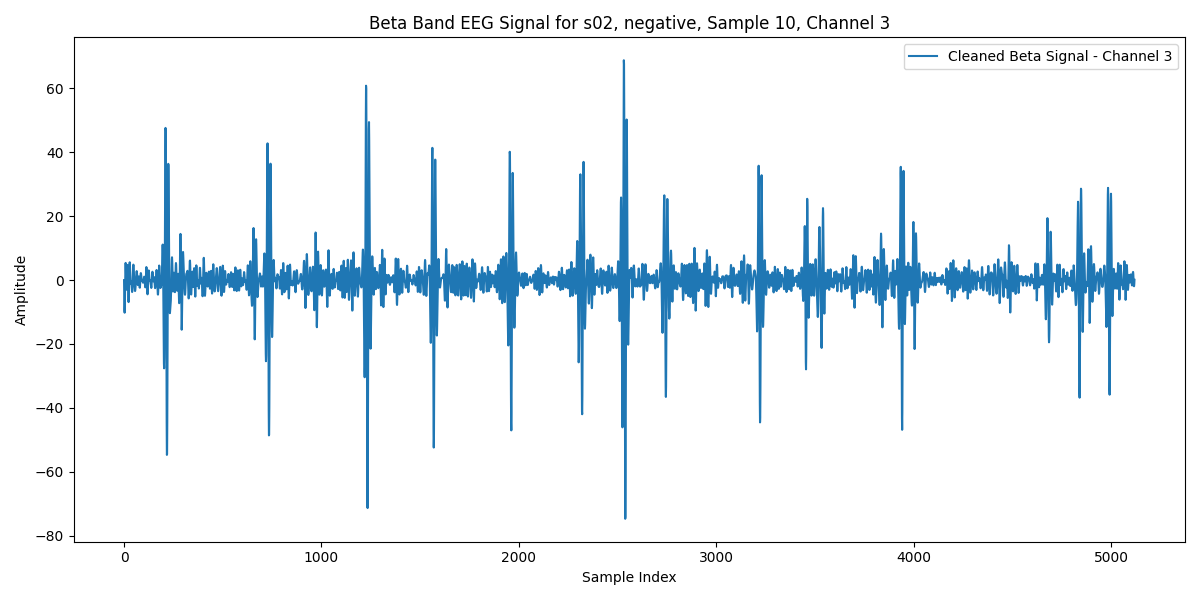 Beta Band EEG Signal for s02, negative, Sample 10, Channel 3
Cleaned Beta Signal - Channel 3
60
40
20
0
−20
−40
−60
−80
Amplitude
0 1000 2000 3000 4000 5000
Sample Index